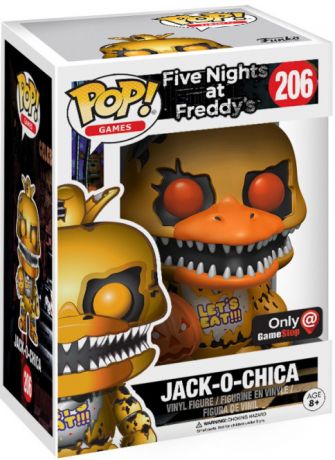 Funko
POP!
GAMES
Five Nights
at
Freddy's
206
LET'S
EAT!!!
Only @
GameStop
JACK-O-CHICA
VINYL FIGURE / FIGURINE EN VINYLE /
FIGURA DE VINIL
AGE
8+
WARNING: CHOKING HAZARD
POP!
206
JACK-O-CHICA